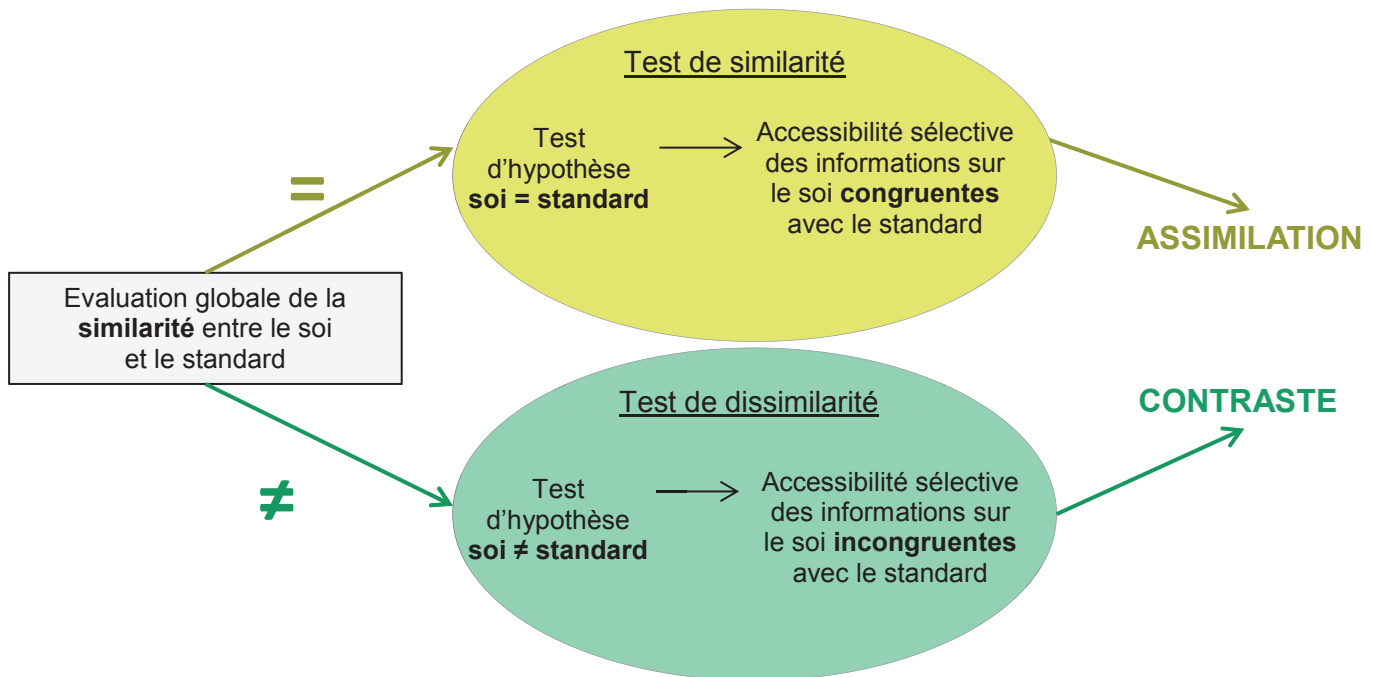 Test de similarité
Test
d'hypothèse
soi = standard
Accessibilité sélective
des informations sur
le soi congruentes
avec le standard
=
ASSIMILATION
Evaluation globale de la
similarité entre le soi
et le standard
≠
Test de dissimilarité
Test
d'hypothèse
soi ≠ standard
Accessibilité sélective
des informations sur
le soi incongruentes
avec le standard
CONTRASTE